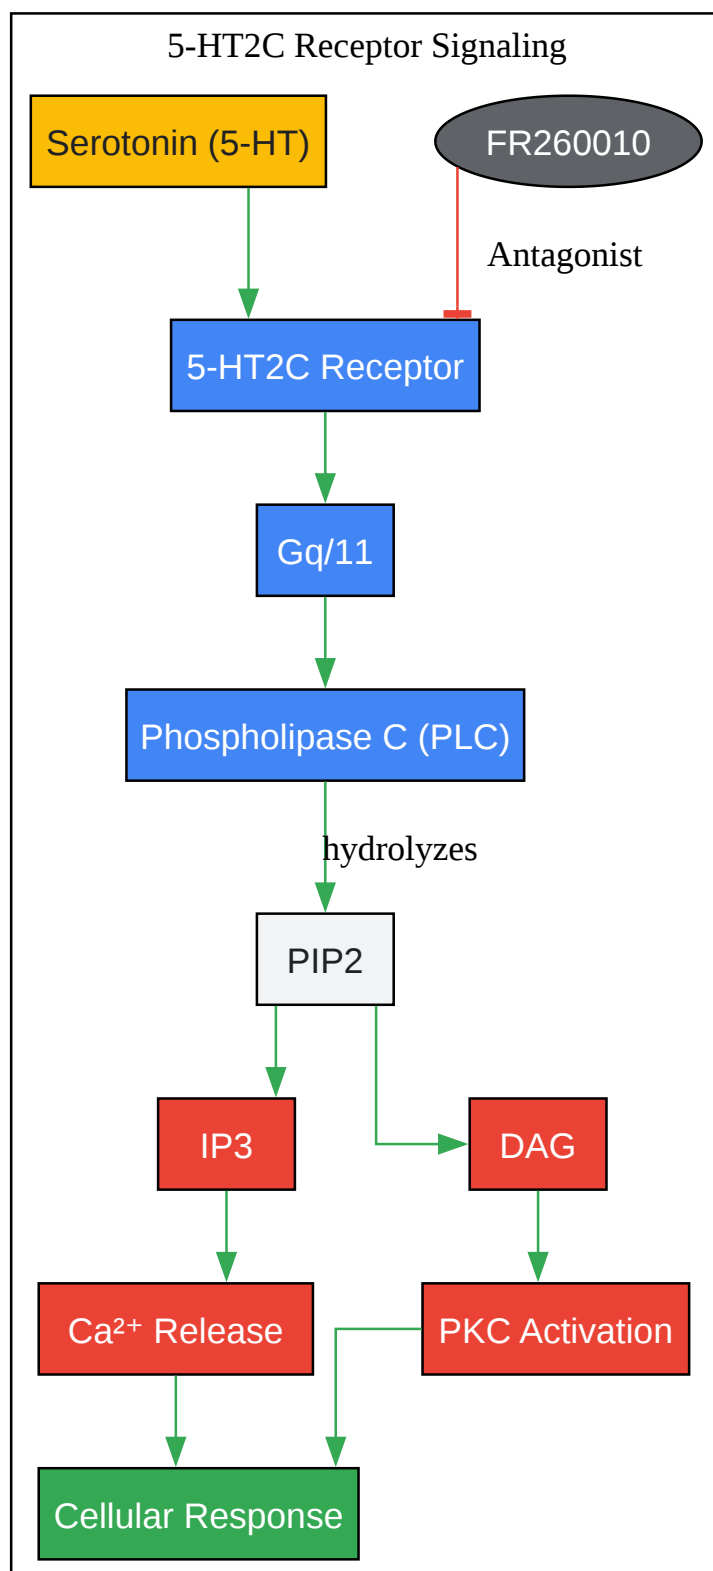 5-HT2C Receptor Signaling
Serotonin (5-HT)
FR260010
Antagonist
5-HT2C Receptor
Gq/11
Phospholipase C (PLC)
hydrolyzes
PIP2
IP3
DAG
Ca²⁺ Release
PKC Activation
Cellular Response